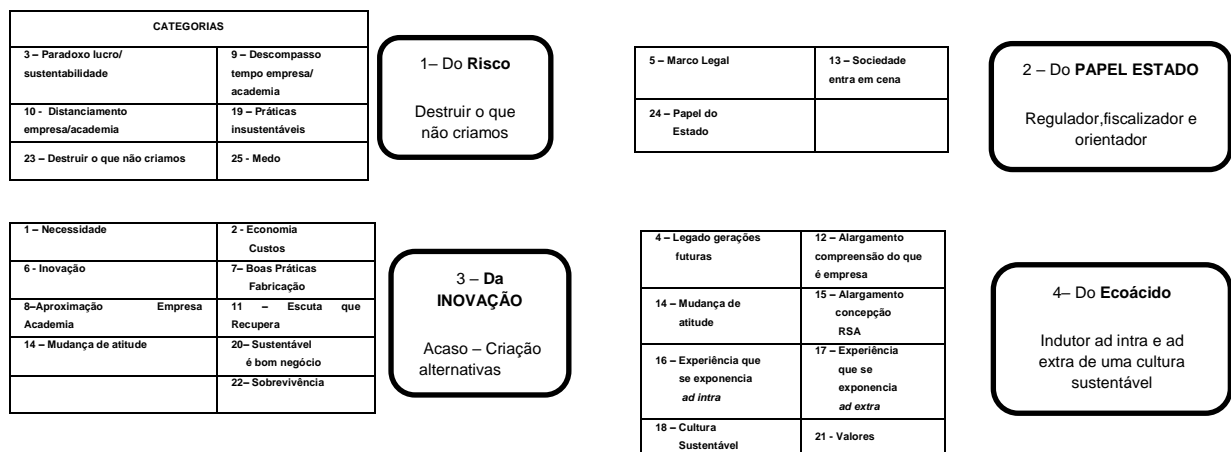 CATEGORIAS
3 – Paradoxo lucro/
sustentabilidade
9 – Descompasso
tempo empresa/
academia
10 - Distanciamento
empresa/academia
19 – Práticas
insustentáveis
23 – Destruir o que não criamos
25 - Medo
1– Do Risco
Destruir o que
não criamos
5 – Marco Legal
13 – Sociedade
entra em cena
24 – Papel do
Estado
2 – Do PAPEL ESTADO
Regulador,fiscalizador e
orientador
1 – Necessidade
2 - Economia
Custos
6 - Inovação
7– Boas Práticas
Fabricação
8–Aproximação Empresa
Academia
11 – Escuta que
Recupera
14 – Mudança de atitude
20– Sustentável
é bom negócio
22– Sobrevivência
3 – Da
INOVAÇÃO
Acaso – Criação
alternativas
4 – Legado gerações
futuras
12 – Alargamento
compreensão do que
é empresa
14 – Mudança de
atitude
15 – Alargamento
concepção
RSA
16 – Experiência que
se exponencia
ad intra
17 – Experiência
que se
exponencia
ad extra
18 – Cultura
Sustentável
21 - Valores
4– Do Ecoácido
Indutor ad intra e ad
extra de uma cultura
sustentável